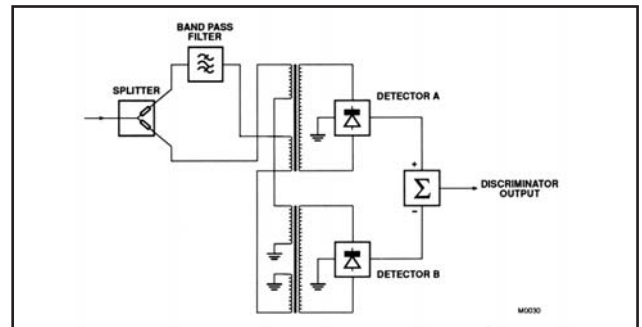 BAND PASS
FILTER
SPLITTER
DETECTOR A
+
Σ
DISCRIMINATOR
OUTPUT
-
DETECTOR B
M0030